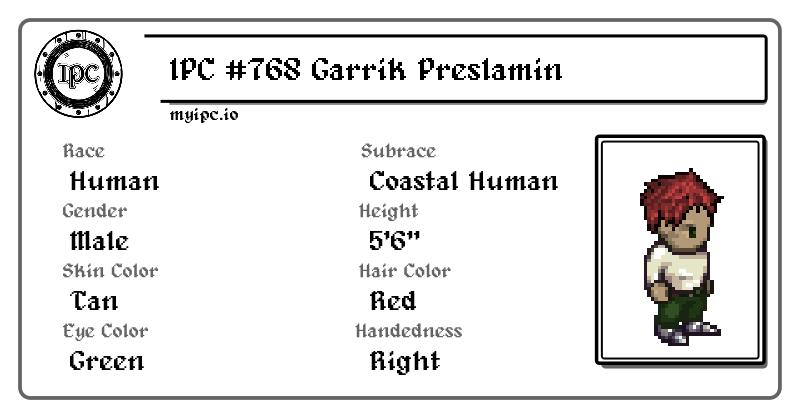 IPC
IPC #768 Garrik Preslamin
myipc.io
Race
Human
Subrace
Coastal Human
Gender
Male
Height
5'6"
Skin Color
Tan
Hair Color
Red
Eye Color
Green
Handedness
Right